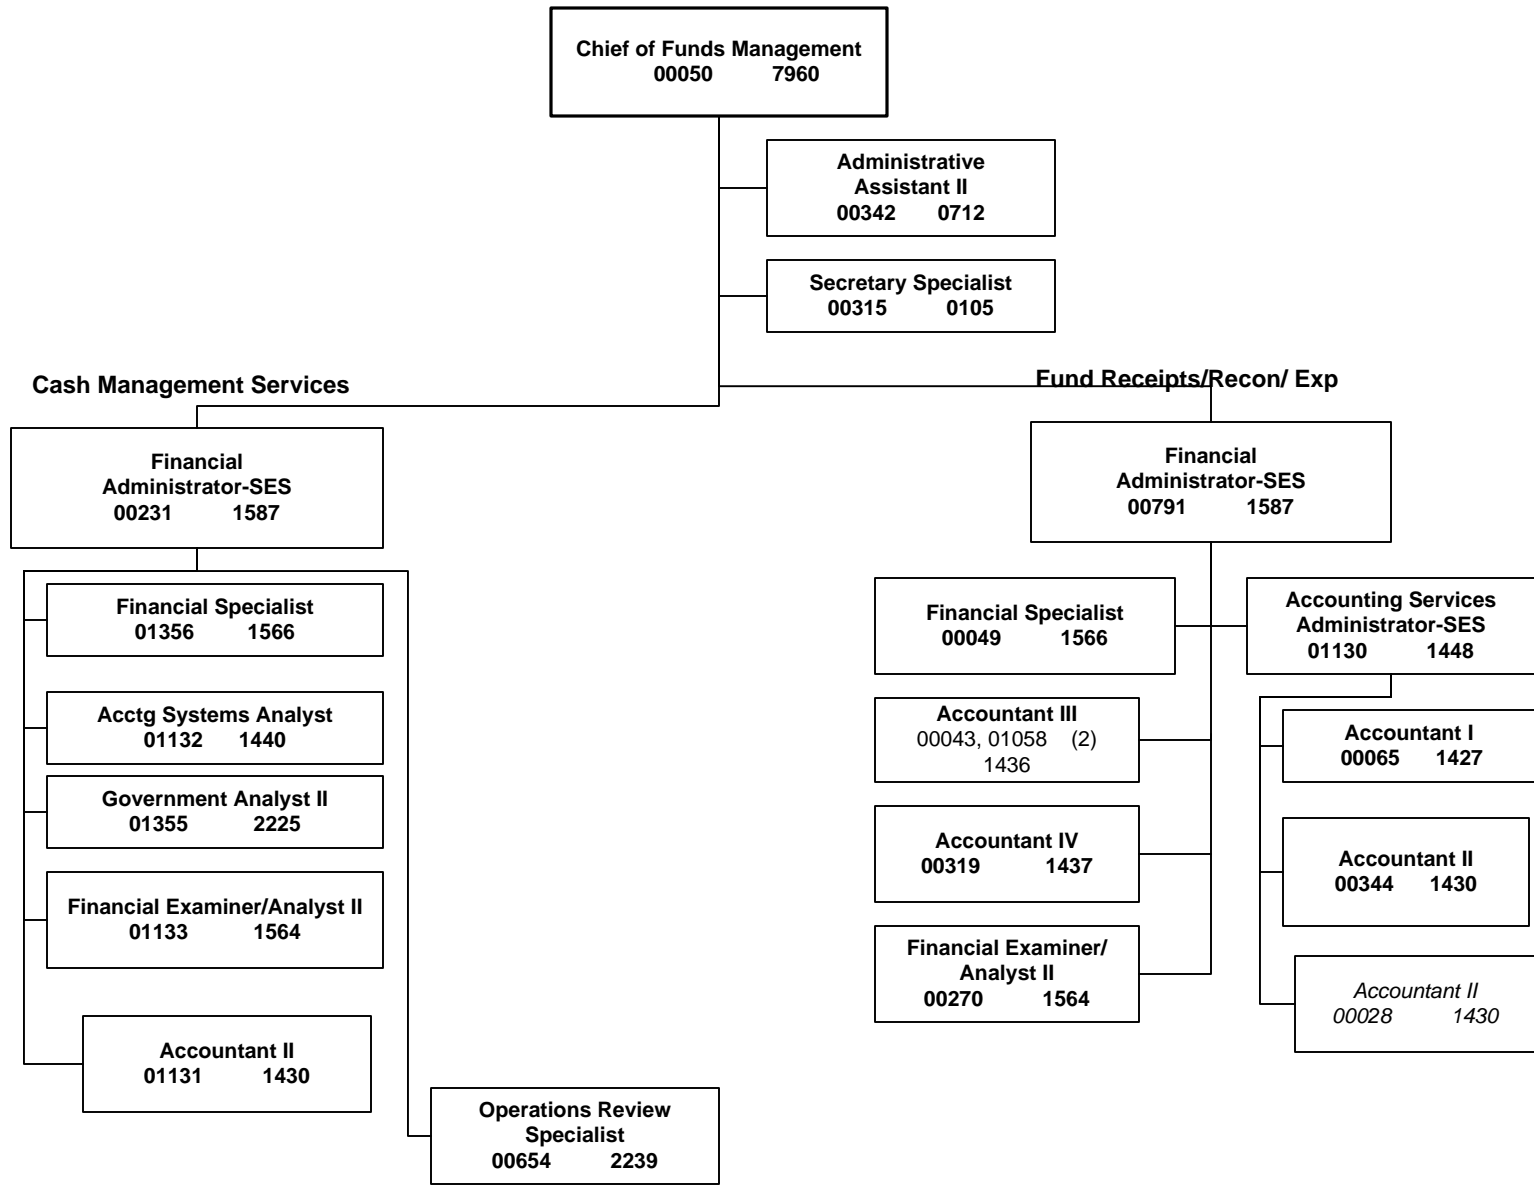 Chief of Funds Management
00050 7960
Administrative
Assistant II
00342 0712
Secretary Specialist
00315 0105
Cash Management Services
Fund Receipts/Recon/ Exp
Financial
Administrator-SES
00231 1587
Financial
Administrator-SES
00791 1587
Financial Specialist
01356 1566
Acctg Systems Analyst
01132 1440
Government Analyst II
01355 2225
Financial Examiner/Analyst II
01133 1564
Accountant II
01131 1430
Operations Review
Specialist
00654 2239
Financial Specialist
00049 1566
Accountant III
00043, 01058 (2)
1436
Accountant IV
00319 1437
Financial Examiner/
Analyst II
00270 1564
Accounting Services
Administrator-SES
01130 1448
Accountant I
00065 1427
Accountant II
00344 1430
Accountant II
00028 1430